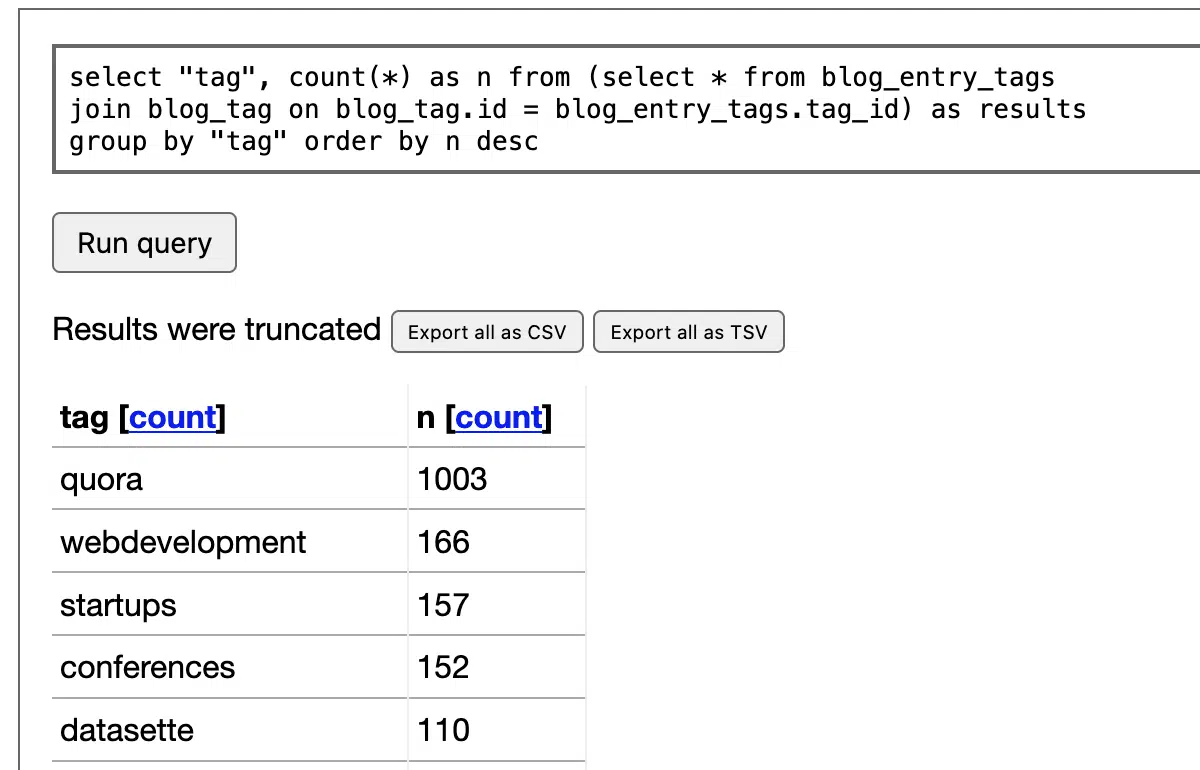 select "tag", count(*) as n from (select * from blog_entry_tags
join blog_tag on blog_tag.id = blog_entry_tags.tag_id) as results
group by "tag" order by n desc
Run query
Results were truncated Export all as CSV Export all as TSV
tag [count] n [count]
quora 1003
webdevelopment 166
startups 157
conferences 152
datasette 110